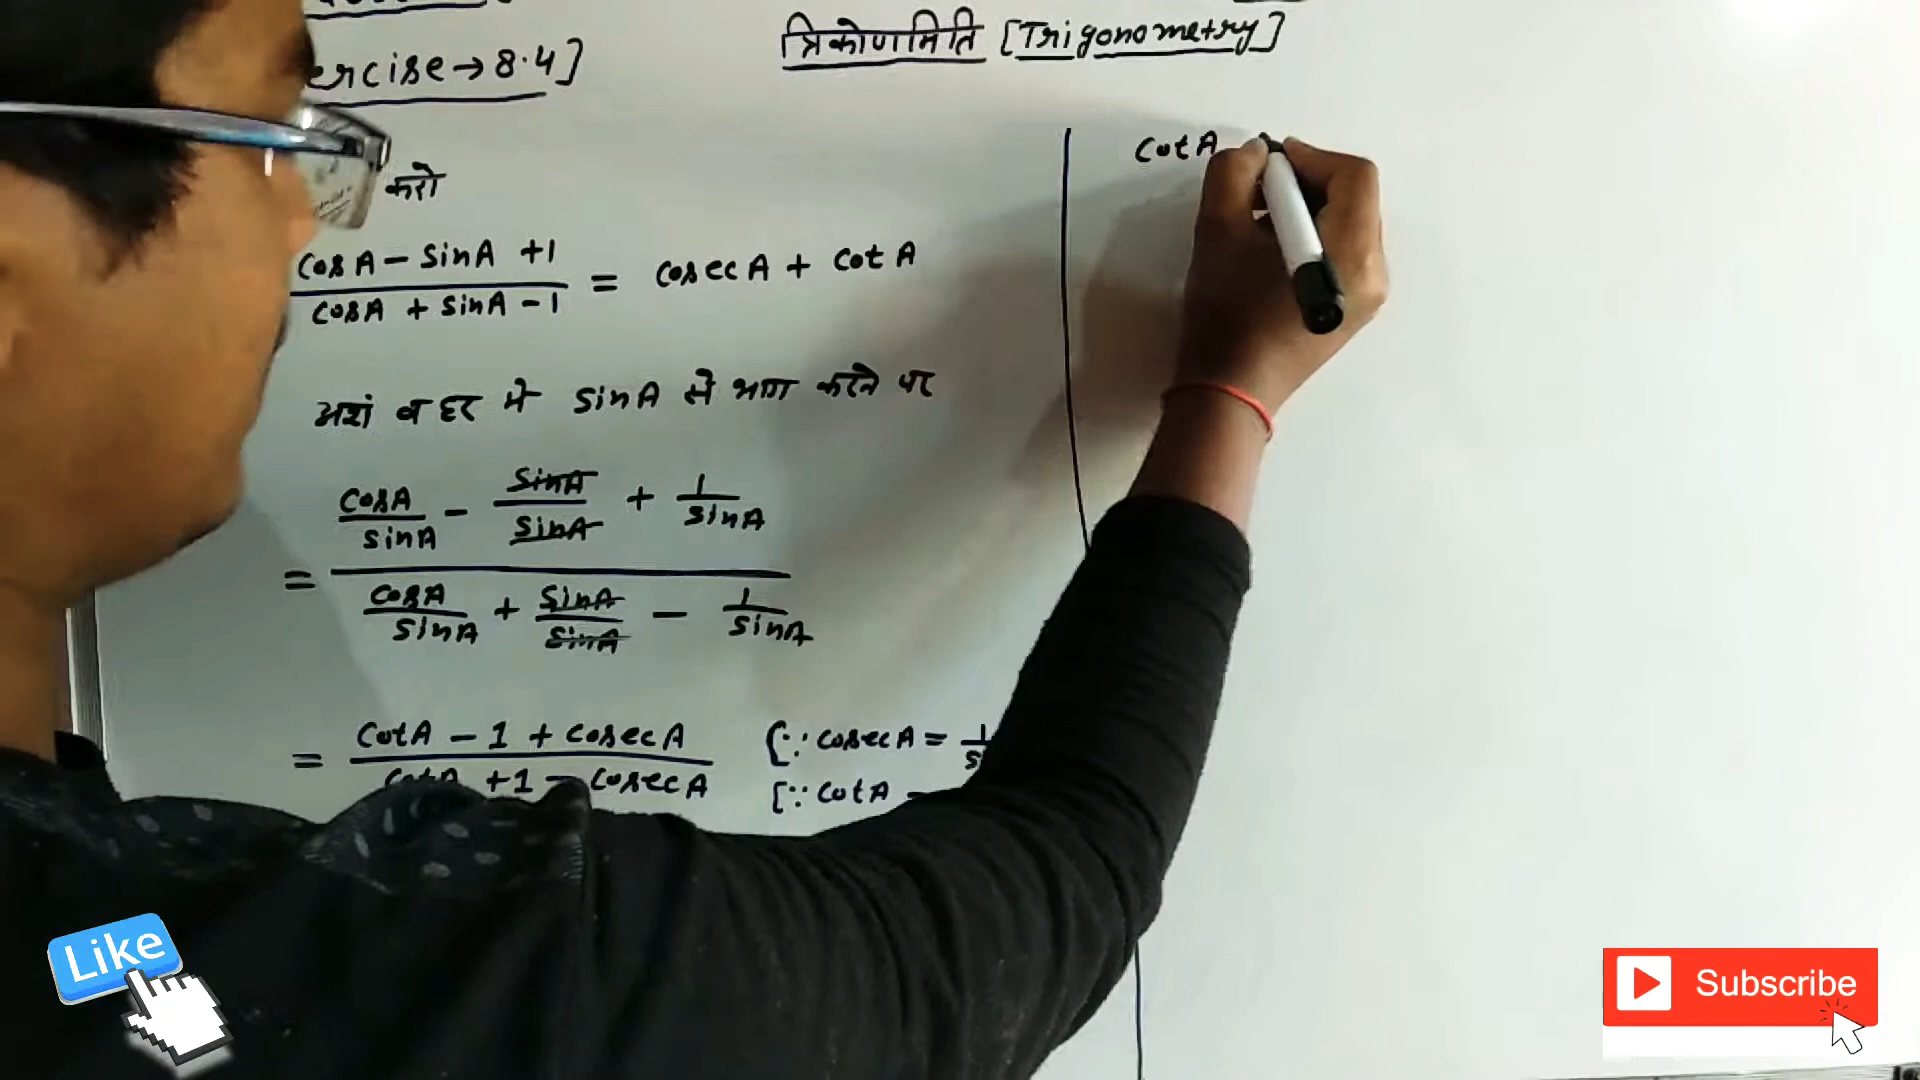 त्रिकोणमिति [Trigonometry]
ercise→8.4]
करो
cosA - sinA +1
cosA + sinA - 1
= cosecA + cotA
अशं व हर मे sinA से भाग करने पर
cosA/sinA - sinA/sinA + 1/sinA
=
cosA/sinA + sinA/sinA - 1/sinA
= cotA - 1 + cosecA [∵ cosecA = 1
cotA +1 - cosecA [∵ cotA =
cotA
Like
Subscribe